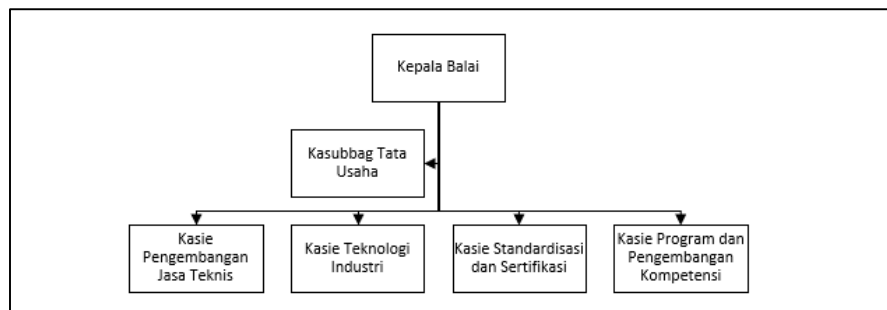 Kepala Balai
Kasubbag Tata
Usaha
Kasie
Pengembangan
Jasa Teknis
Kasie Teknologi
Industri
Kasie Standardisasi
dan Sertifikasi
Kasie Program dan
Pengembangan
Kompetensi